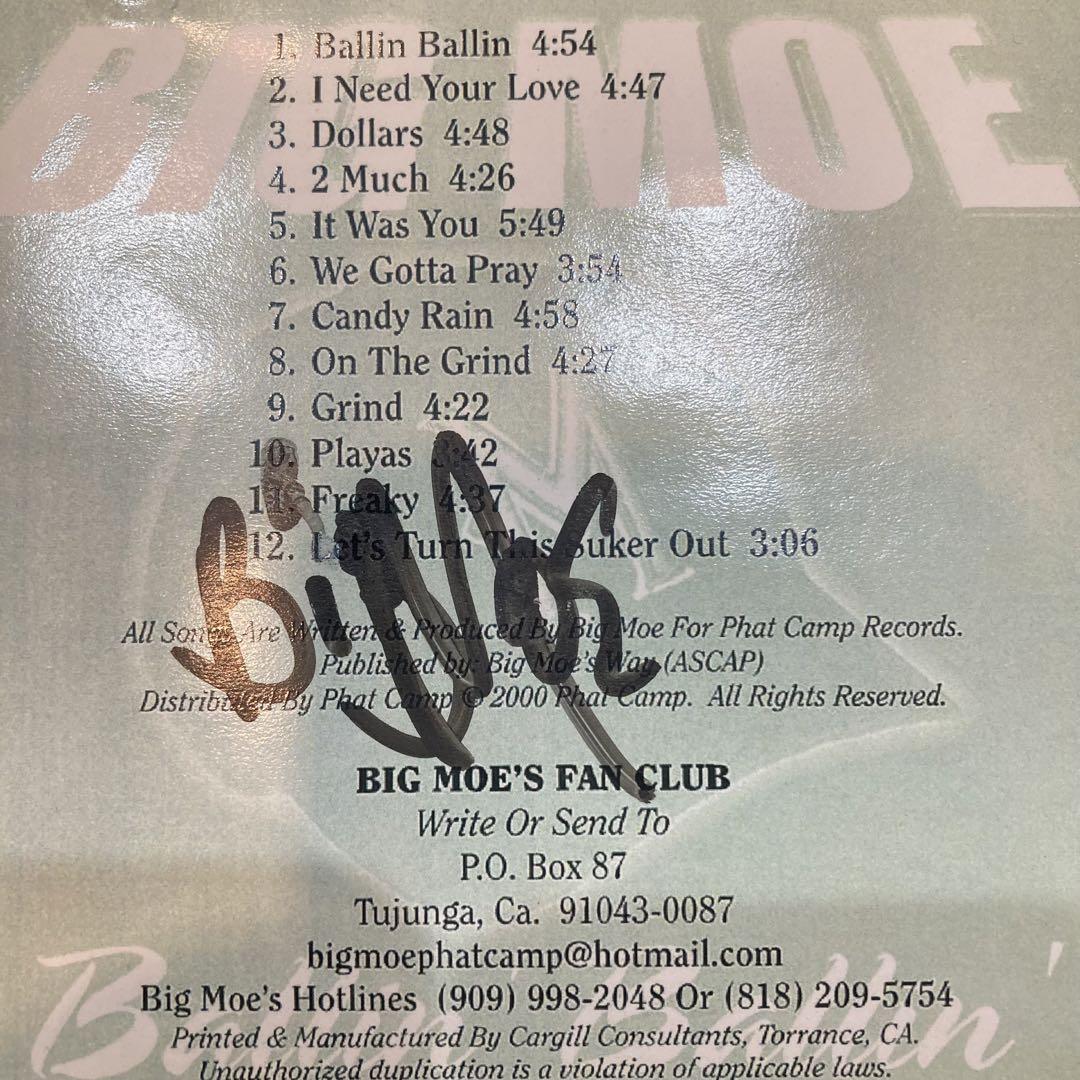 BIG MOE
1. Ballin Ballin 4:54
2. I Need Your Love 4:47
3. Dollars 4:48
4. 2 Much 4:26
5. It Was You 5:49
6. We Gotta Pray 3:54
7. Candy Rain 4:58
8. On The Grind 4:27
9. Grind 4:22
10. Playas 3:42
11. Freaky 4:37
12. Let's Turn This Suker Out 3:06
M
Big Moe
All Songs Are Written & Produced By Big Moe For Phat Camp Records.
Published by: Big Moe's Way (ASCAP)
Distributed By Phat Camp © 2000 Phat Camp. All Rights Reserved.
BIG MOE'S FAN CLUB
Write Or Send To
P.O. Box 87
Tujunga, Ca. 91043-0087
bigmoephatcamp@hotmail.com
Ballin' Ballin'
Big Moe's Hotlines (909) 998-2048 Or (818) 209-5754
Printed & Manufactured By Cargill Consultants, Torrance, CA.
Unauthorized duplication is a violation of applicable laws.